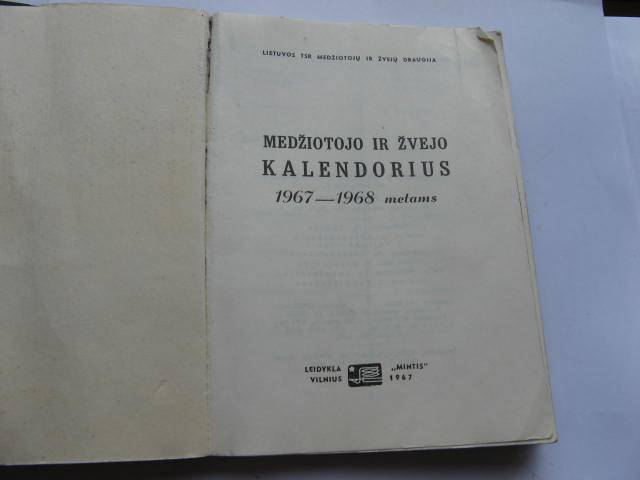 LIETUVOS TSR MEDŽIOTOJŲ IR ŽVEJŲ DRAUGIJA
MEDŽIOTOJO IR ŽVEJO
KALENDORIUS
1967—1968 metams
LEIDYKLA „MINTIS"
VILNIUS 1967